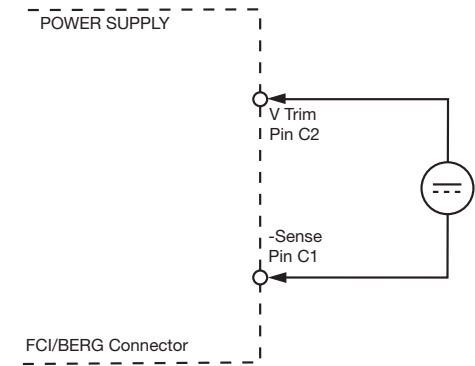 POWER SUPPLY
V Trim
Pin C2
-Sense
Pin C1
FCI/BERG Connector